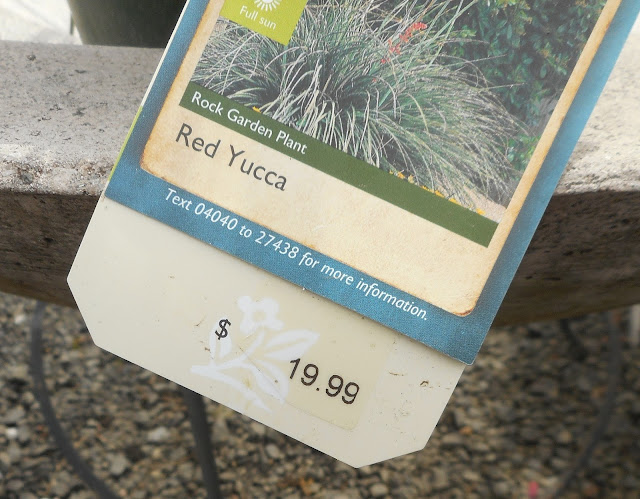 Full sun
Rock Garden Plant
Red Yucca
Text 04040 to 27438 for more information.
$ 19.99